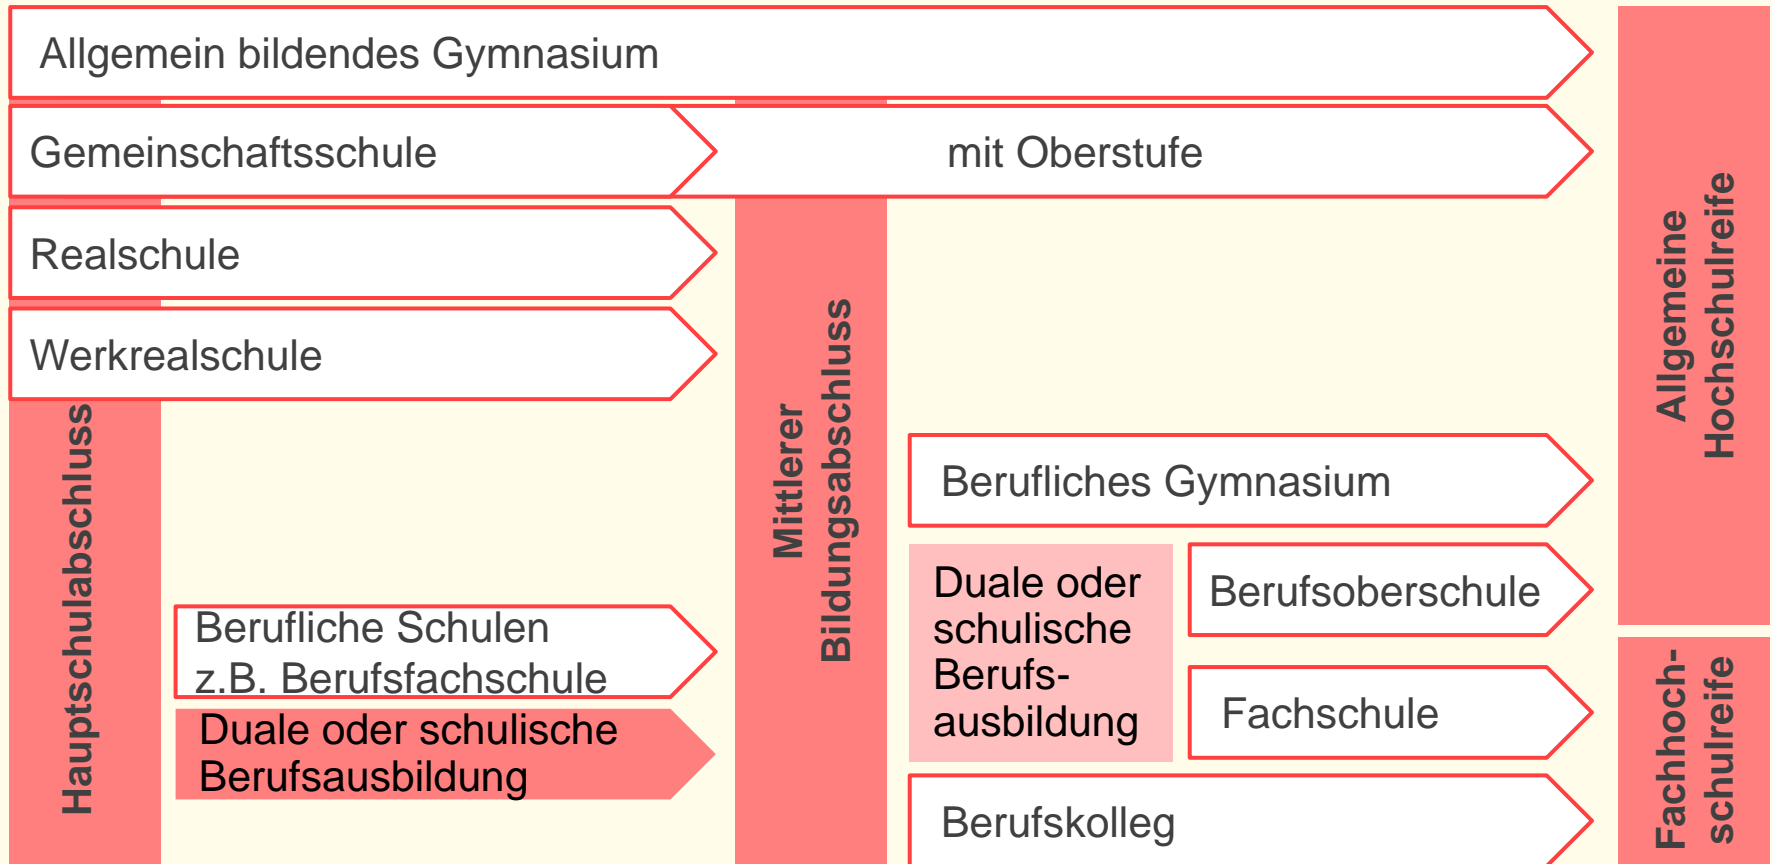 Allgemein bildendes Gymnasium
Gemeinschaftsschule
mit Oberstufe
Realschule
Werkrealschule
Hauptschulabschluss
Berufliche Schulen
z.B. Berufsfachschule
Duale oder schulische
Berufsausbildung
Mittlerer
Bildungsabschluss
Berufliches Gymnasium
Duale oder
schulische
Berufs-
ausbildung
Berufsoberschule
Fachschule
Berufskolleg
Allgemeine
Hochschulreife
Fachhoch-
schulreife